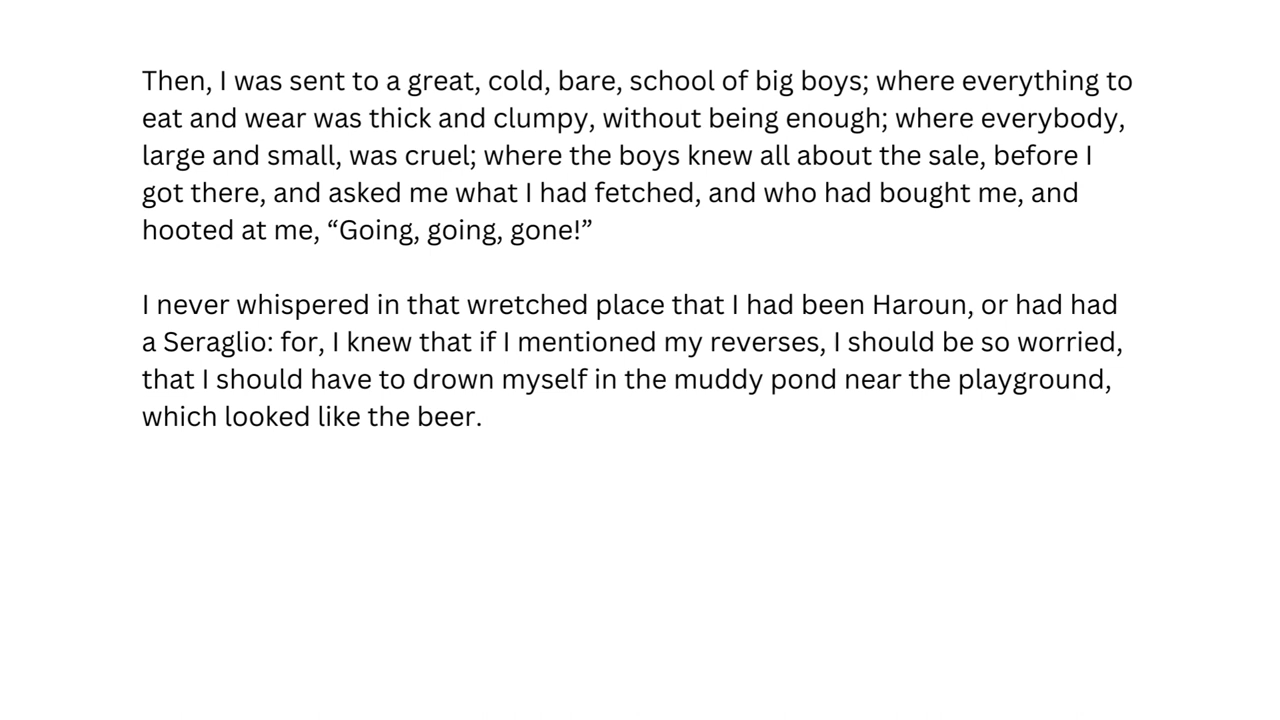 Then, I was sent to a great, cold, bare, school of big boys; where everything to
eat and wear was thick and clumpy, without being enough; where everybody,
large and small, was cruel; where the boys knew all about the sale, before I
got there, and asked me what I had fetched, and who had bought me, and
hooted at me, “Going, going, gone!”
I never whispered in that wretched place that I had been Haroun, or had had
a Seraglio: for, I knew that if I mentioned my reverses, I should be so worried,
that I should have to drown myself in the muddy pond near the playground,
which looked like the beer.